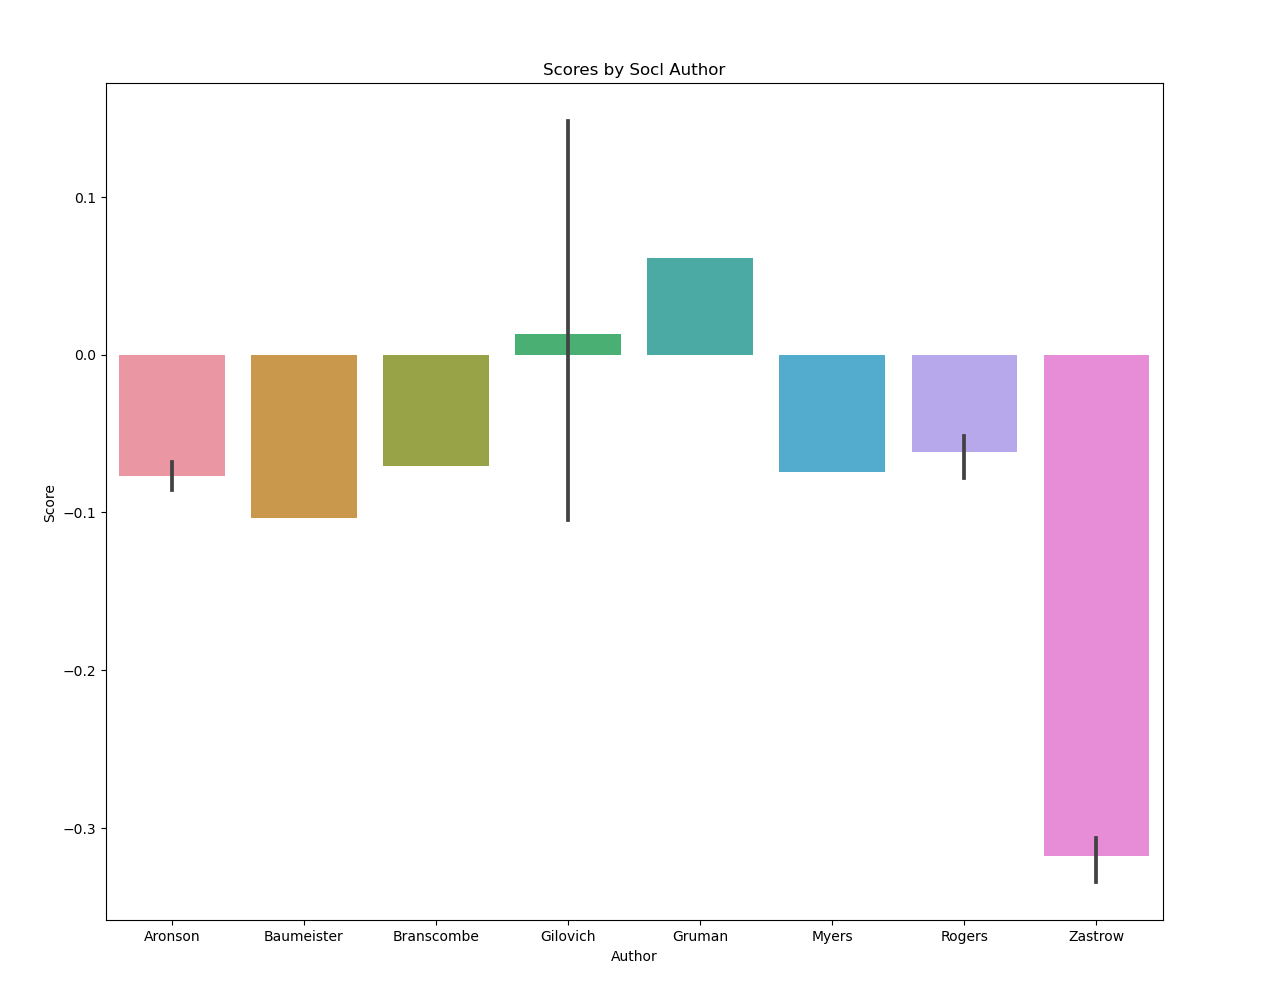 Scores by Socl Author
0.1
0.0
−0.1
−0.2
−0.3
Score
Aronson Baumeister Branscombe Gilovich Gruman Myers Rogers Zastrow
Author